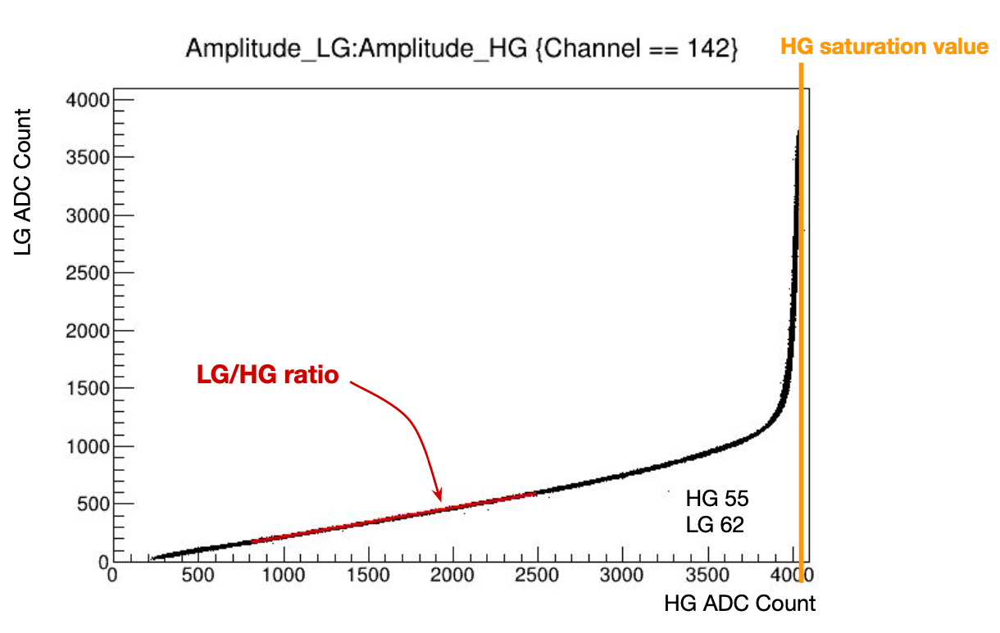 Amplitude_LG:Amplitude_HG {Channel == 142}
HG saturation value
LG ADC Count
4000
3500
3000
2500
2000
1500
1000
500
0
LG/HG ratio
HG 55
LG 62
0 500 1000 1500 2000 2500 3000 3500 4000
HG ADC Count